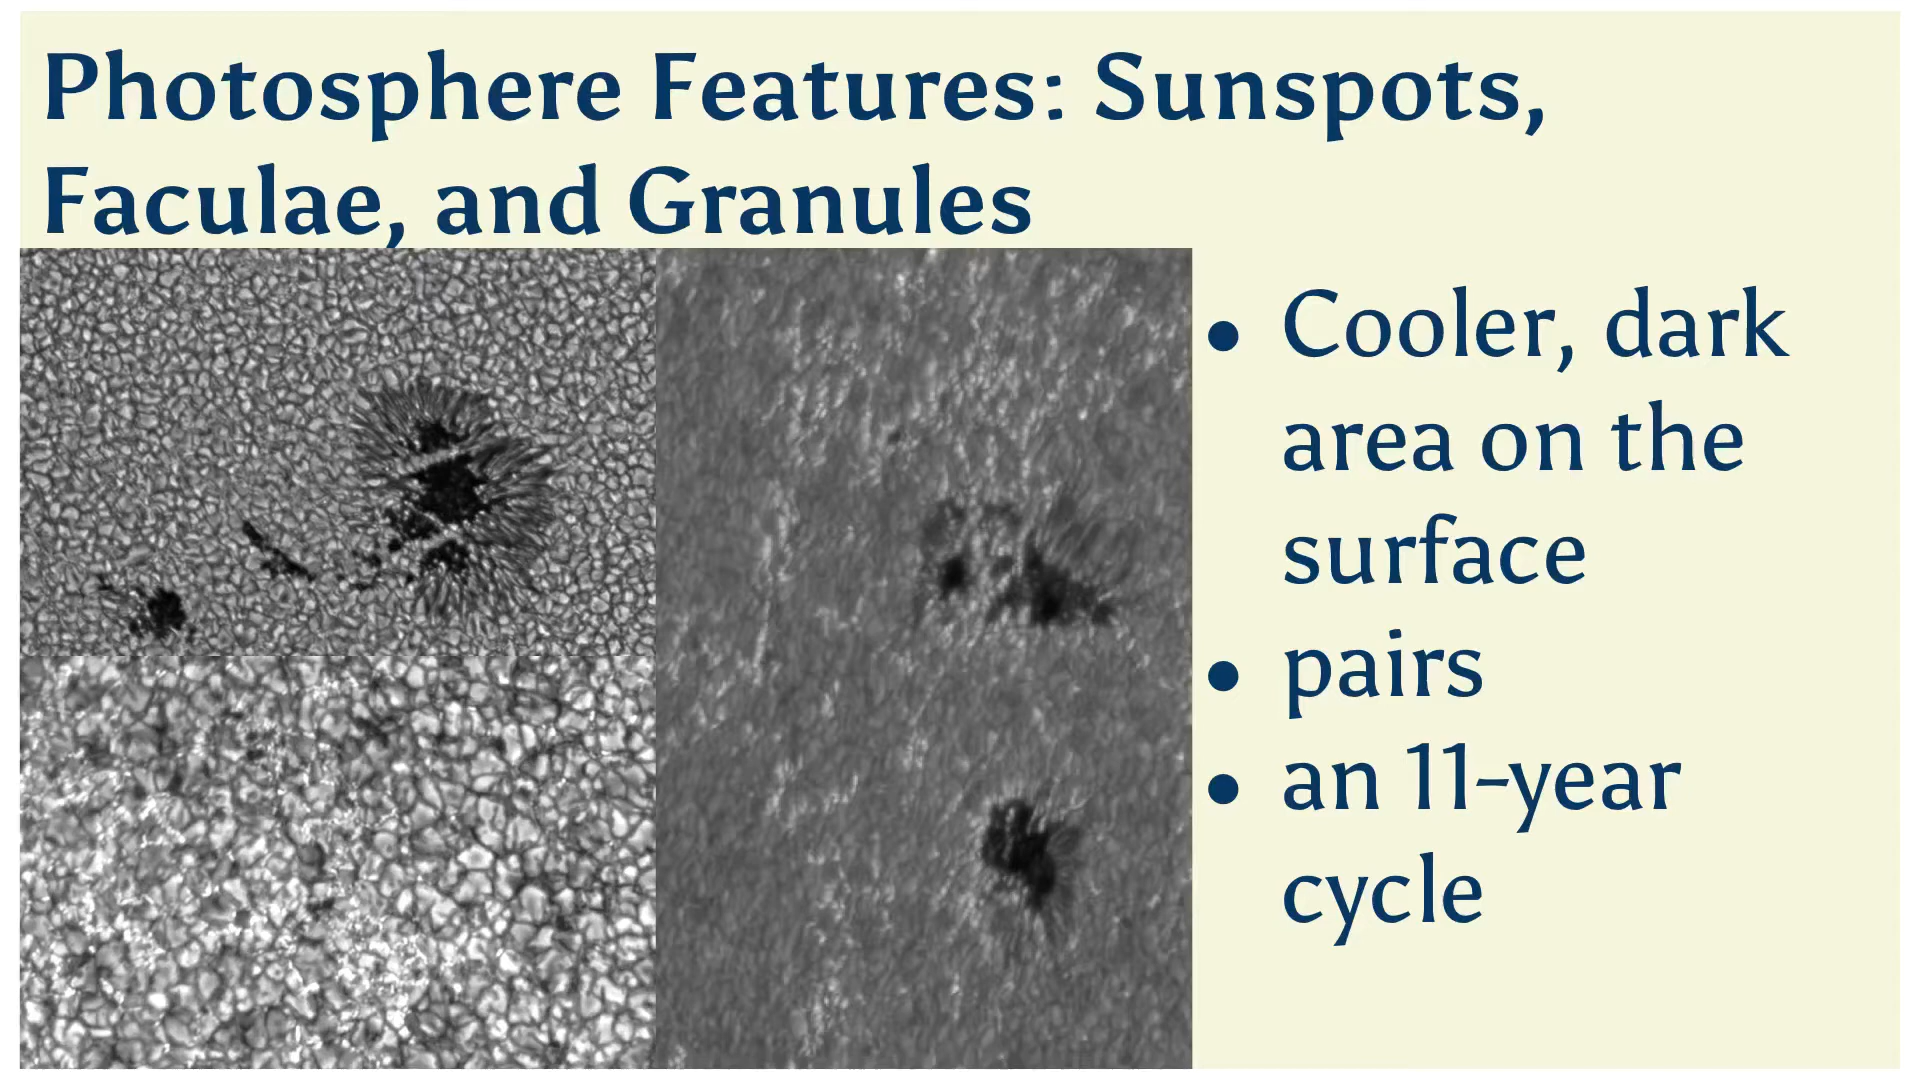 Photosphere Features: Sunspots,
Faculae, and Granules
• Cooler, dark
area on the
surface
• pairs
• an 11-year
cycle